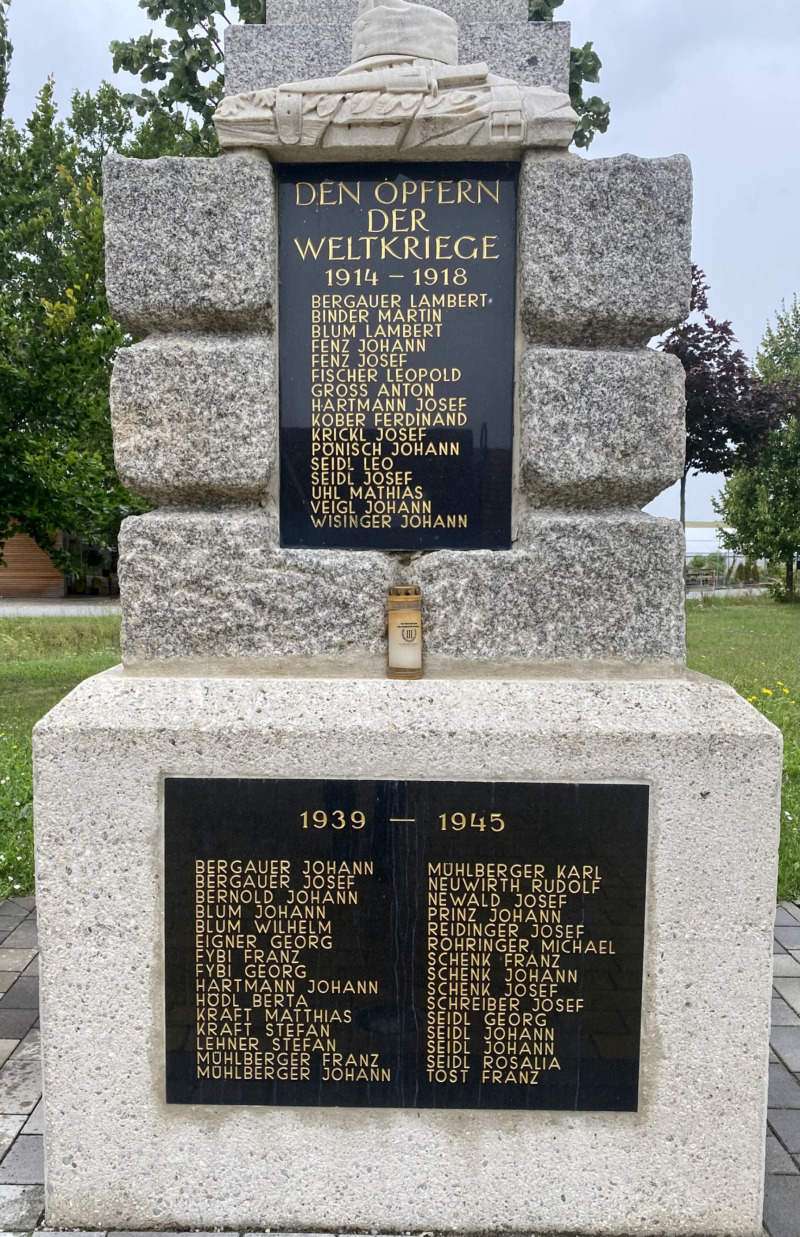 DEN OPFERN
DER
WELTKRIEGE
1914 – 1918
BERGAUER LAMBERT
BINDER MARTIN
BLUM LAMBERT
FENZ JOHANN
FENZ JOSEF
FISCHER LEOPOLD
GROSS ANTON
HARTMANN JOSEF
KOBER FERDINAND
KRICKL JOSEF
PÖNISCH JOHANN
SEIDL LEO
SEIDL JOSEF
UHL MATHIAS
VEIGL JOHANN
WISINGER JOHANN
1939 — 1945
BERGAUER JOHANN
BERGAUER JOSEF
BERNOLD JOHANN
BLUM JOHANN
BLUM WILHELM
EIGNER GEORG
FYBI FRANZ
FYBI GEORG
HARTMANN JOHANN
HÖDL BERTA
KRAFT MATTHIAS
KRAFT STEFAN
LEHNER STEFAN
MÜHLBERGER FRANZ
MÜHLBERGER JOHANN
MÜHLBERGER KARL
NEUWIRTH RUDOLF
NEWALD JOSEF
PRINZ JOHANN
REIDINGER JOSEF
ROHRINGER MICHAEL
SCHENK FRANZ
SCHENK JOHANN
SCHENK JOSEF
SCHREIBER JOSEF
SEIDL GEORG
SEIDL JOHANN
SEIDL JOHANN
SEIDL ROSALIA
TOST FRANZ